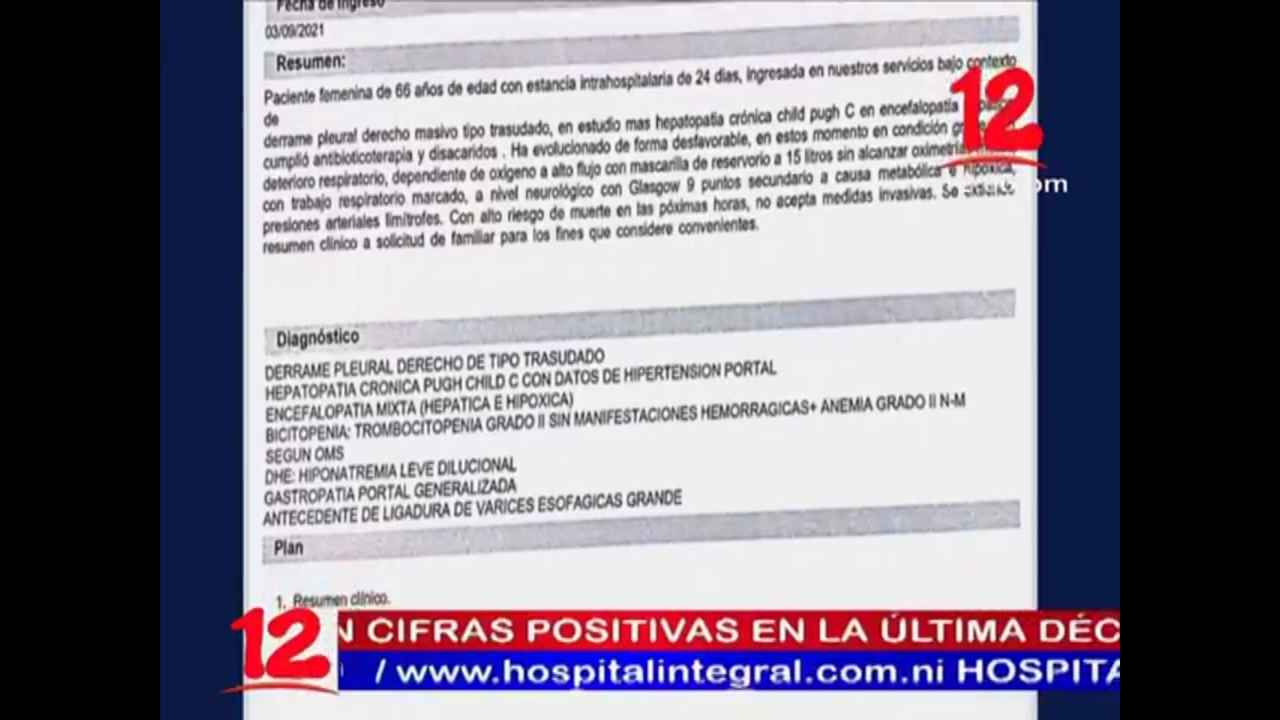 Fecha de Ingreso
03/09/2021
Resumen:
Paciente femenina de 66 años de edad con estancia intrahospitalaria de 24 dias, ingresada en nuestros servicios bajo contexto
de
derrame pleural derecho masivo tipo trasudado, en estudio mas hepatopatia crónica child pugh C en encefalopatia
cumplió antibioticoterapia y disacaridos . Ha evolucionado de forma desfavorable, en estos momento en condición
deterioro respiratorio, dependiente de oxigeno a alto flujo con mascarilla de reservorio a 15 litros sin alcanzar oximetrias
con trabajo respiratorio marcado, a nivel neurológico con Glasgow 9 puntos secundario a causa metabólica e hipoxica,
presiones arteriales limítrofes. Con alto riesgo de muerte en las póximas horas, no acepta medidas invasivas. Se extiende
resumen clínico a solicitud de familiar para los fines que considere convenientes.
12
om
Diagnóstico
DERRAME PLEURAL DERECHO DE TIPO TRASUDADO
HEPATOPATIA CRONICA PUGH CHILD C CON DATOS DE HIPERTENSION PORTAL
ENCEFALOPATIA MIXTA (HEPATICA E HIPOXICA)
BICITOPENIA: TROMBOCITOPENIA GRADO II SIN MANIFESTACIONES HEMORRAGICAS+ ANEMIA GRADO II N-M
SEGUN OMS
DHE: HIPONATREMIA LEVE DILUCIONAL
GASTROPATIA PORTAL GENERALIZADA
ANTECEDENTE DE LIGADURA DE VARICES ESOFAGICAS GRANDE
Plan
1. Resumen clínico.
12
N CIFRAS POSITIVAS EN LA ÚLTIMA DÉC
/ www.hospitalintegral.com.ni HOSPITA